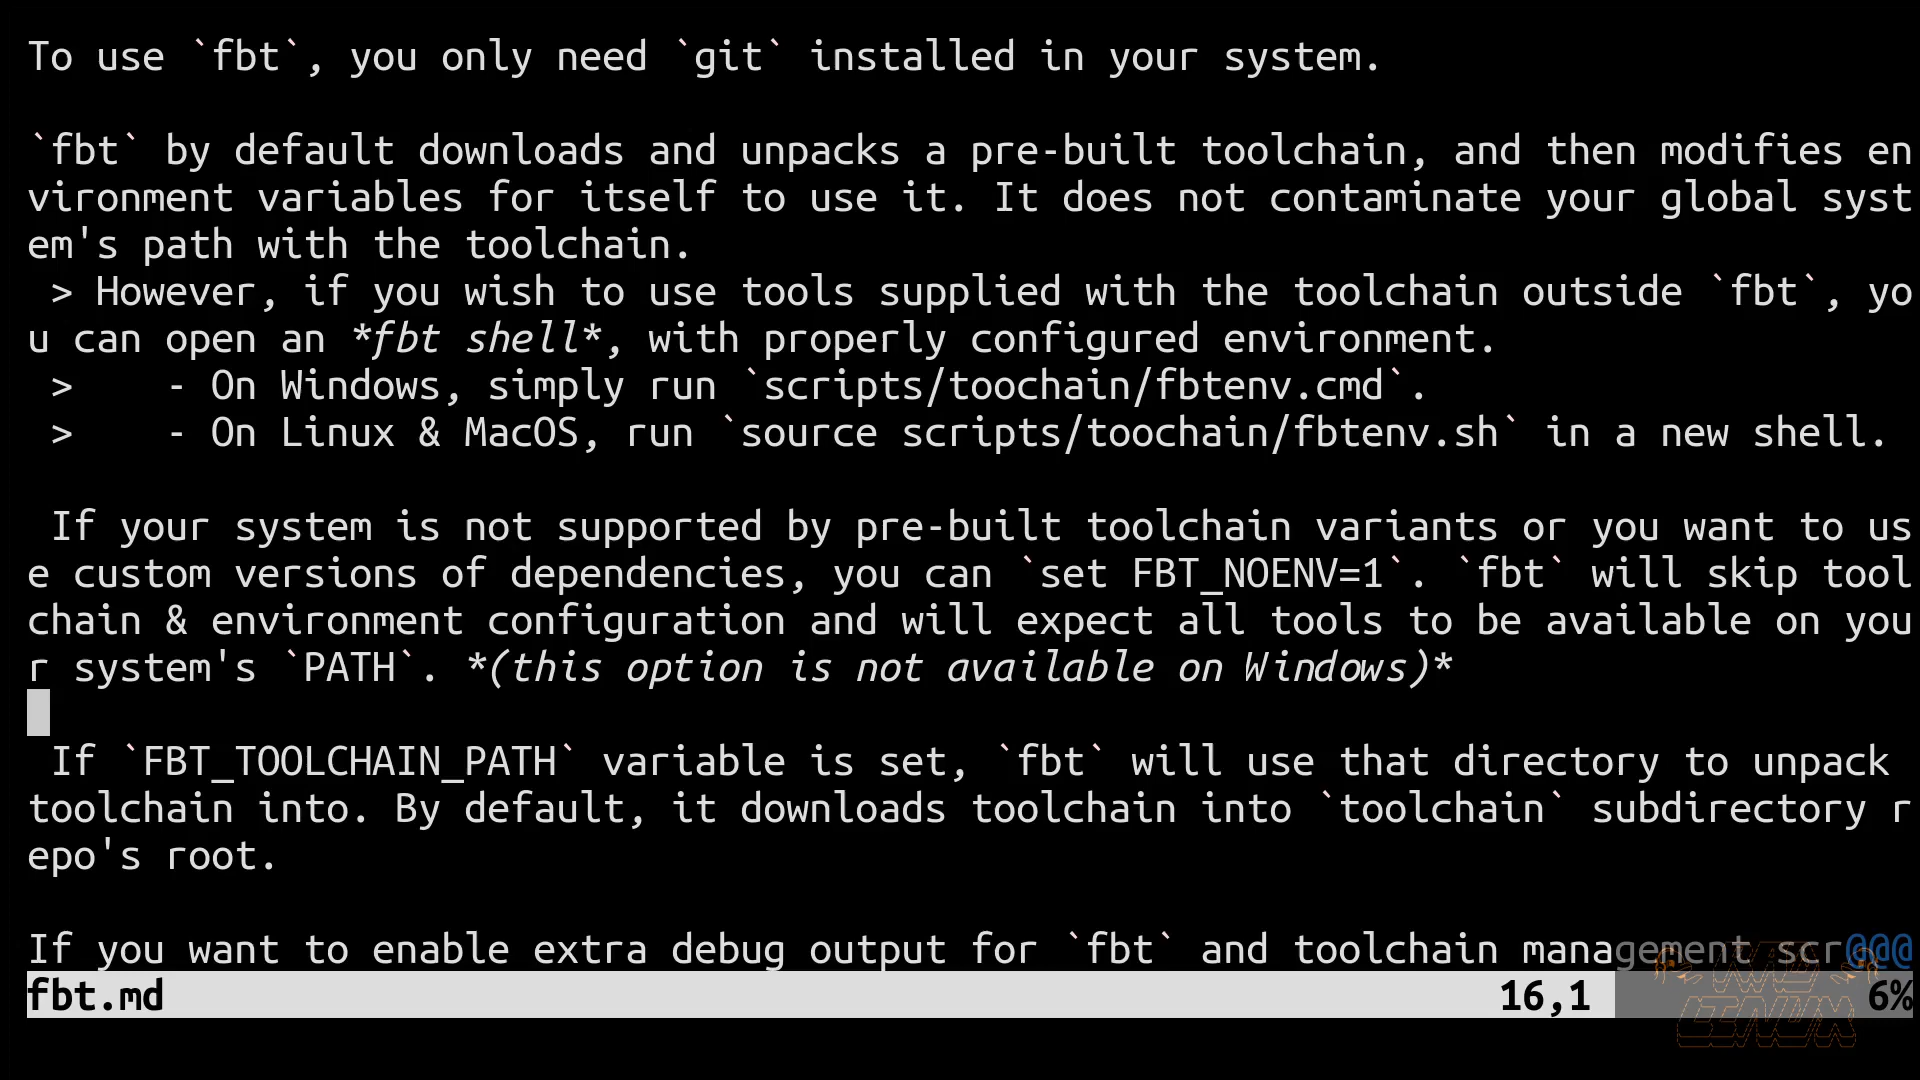 To use `fbt`, you only need `git` installed in your system.
`fbt` by default downloads and unpacks a pre-built toolchain, and then modifies en
vironment variables for itself to use it. It does not contaminate your global syst
em's path with the toolchain.
> However, if you wish to use tools supplied with the toolchain outside `fbt`, yo
u can open an *fbt shell*, with properly configured environment.
>    - On Windows, simply run `scripts/toochain/fbtenv.cmd`.
>    - On Linux & MacOS, run `source scripts/toochain/fbtenv.sh` in a new shell.
If your system is not supported by pre-built toolchain variants or you want to us
e custom versions of dependencies, you can `set FBT_NOENV=1`. `fbt` will skip tool
chain & environment configuration and will expect all tools to be available on you
r system's `PATH`. *(this option is not available on Windows)*
If `FBT_TOOLCHAIN_PATH` variable is set, `fbt` will use that directory to unpack
toolchain into. By default, it downloads toolchain into `toolchain` subdirectory r
epo's root.
If you want to enable extra debug output for `fbt` and toolchain management scr@@@
fbt.md 16,1 6%